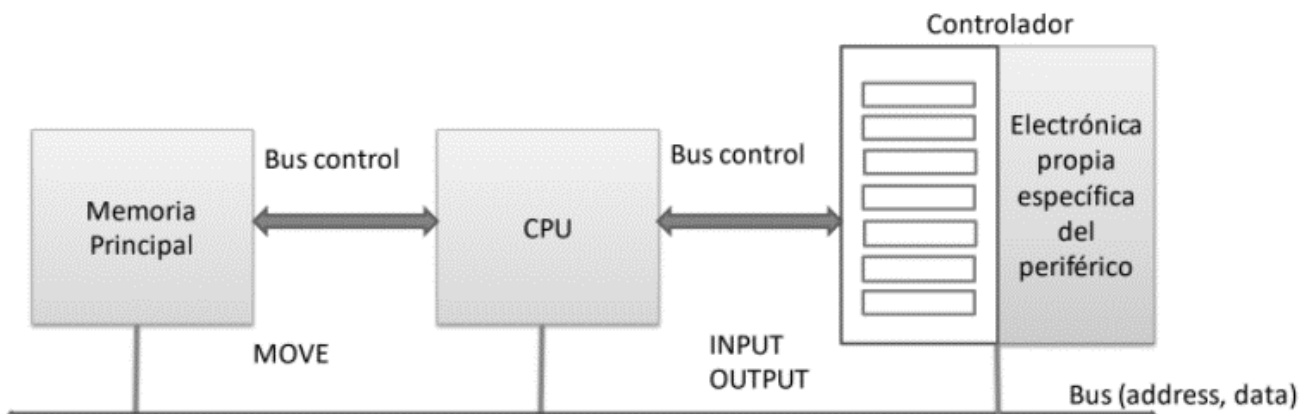 Controlador
Memoria
Principal
Bus control
CPU
Bus control
Electrónica
propia
específica
del
periférico
MOVE
INPUT
OUTPUT
Bus (address, data)